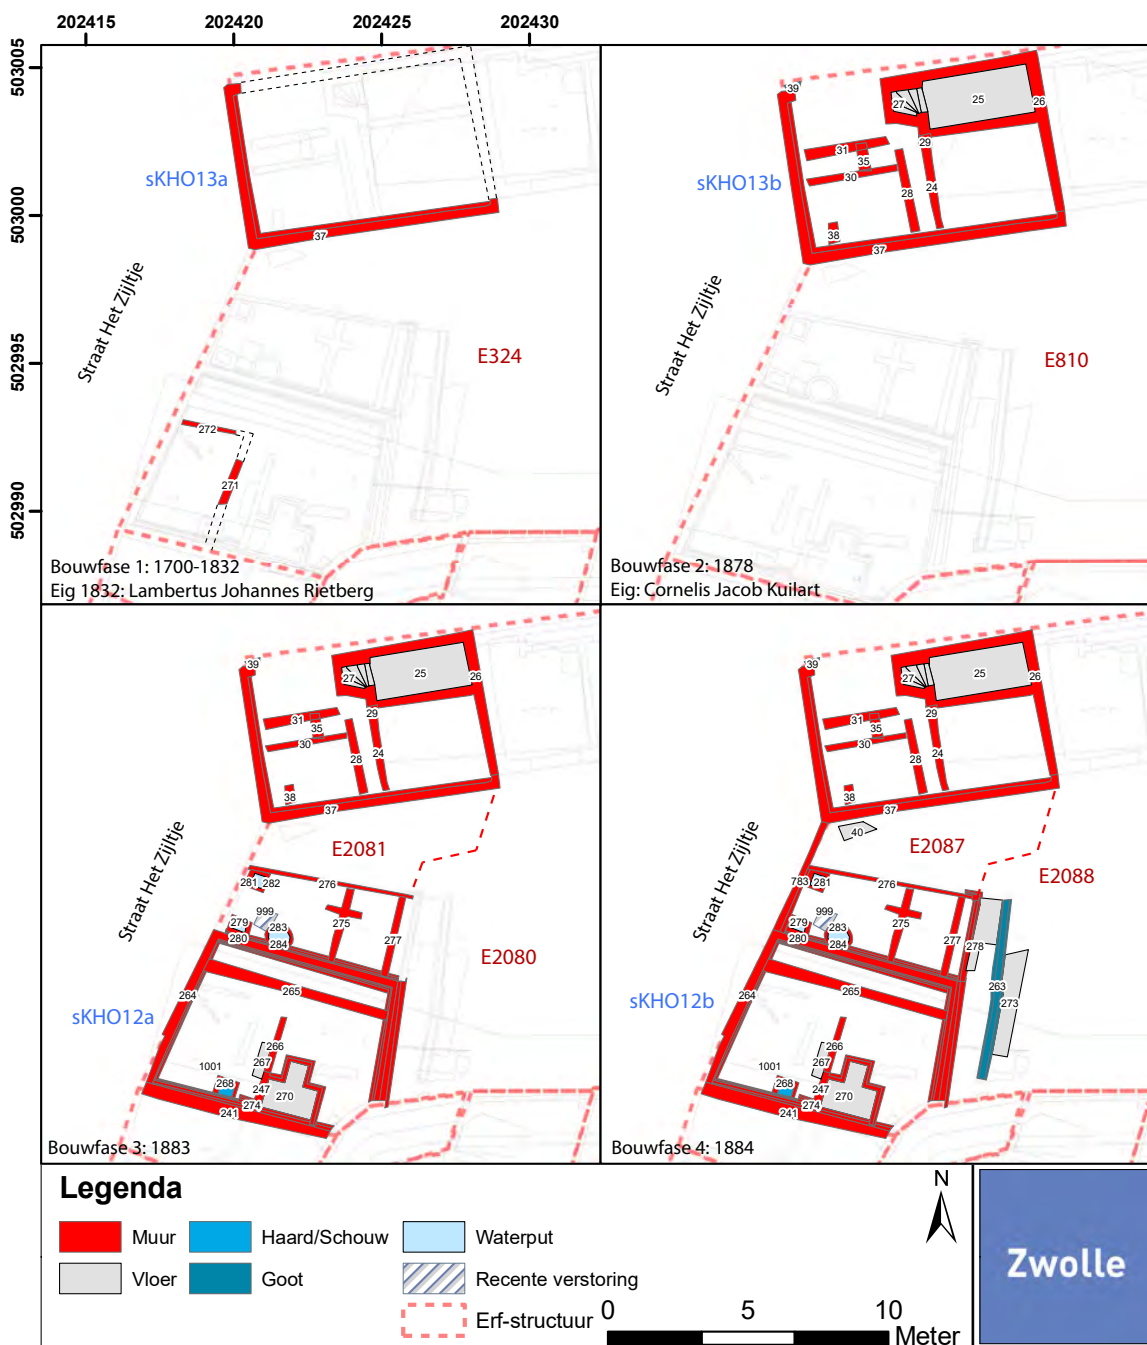 202415 202420 202425 202430
503005
503000
502995
502990
sKHO13a
37
Straat Het Zijltje
E324
272
271
Bouwfase 1: 1700-1832
Eig 1832: Lambertus Johannes Rietberg
39
27
25
26
31
29
35
30
sKHO13b
28
24
38
37
Straat Het Zijltje
E810
Bouwfase 2: 1878
Eig: Cornelis Jacob Kuilart
39
27
25
26
31
29
35
30
28
24
38
37
Straat Het Zijltje
E2081
281
282
276
999
279
283
275
280
284
277
E2080
264
265
sKHO12a
266
1001
267
268
247
270
274
241
Bouwfase 3: 1883
39
27
25
26
31
29
35
30
28
24
38
37
40
Straat Het Zijltje
E2087
E2088
783
281
276
999
279
283
275
280
284
277
278
264
265
263
273
sKHO12b
266
1001
267
268
247
270
274
241
Bouwfase 4: 1884
Legenda
Muur
Haard/Schouw
Waterput
Vloer
Goot
Recente verstoring
Erf-structuur
N
0 5 10
Meter
Zwolle